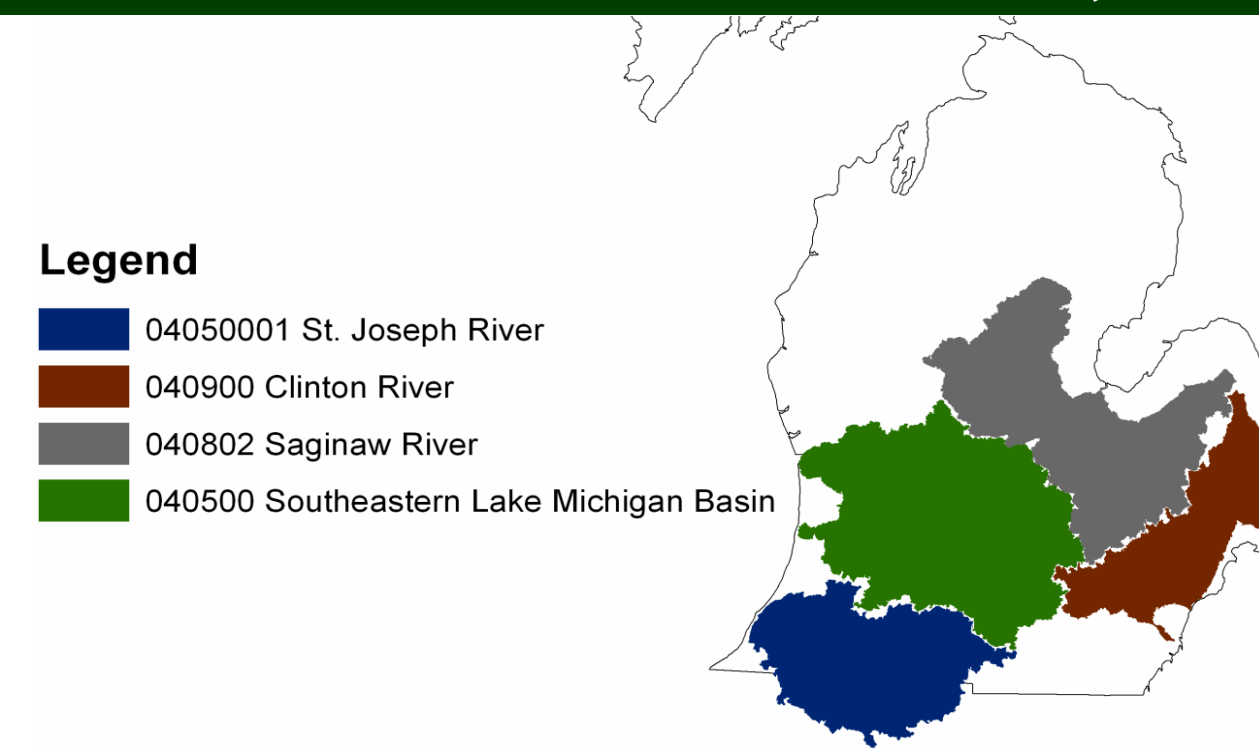 Legend
04050001 St. Joseph River
040900 Clinton River
040802 Saginaw River
040500 Southeastern Lake Michigan Basin